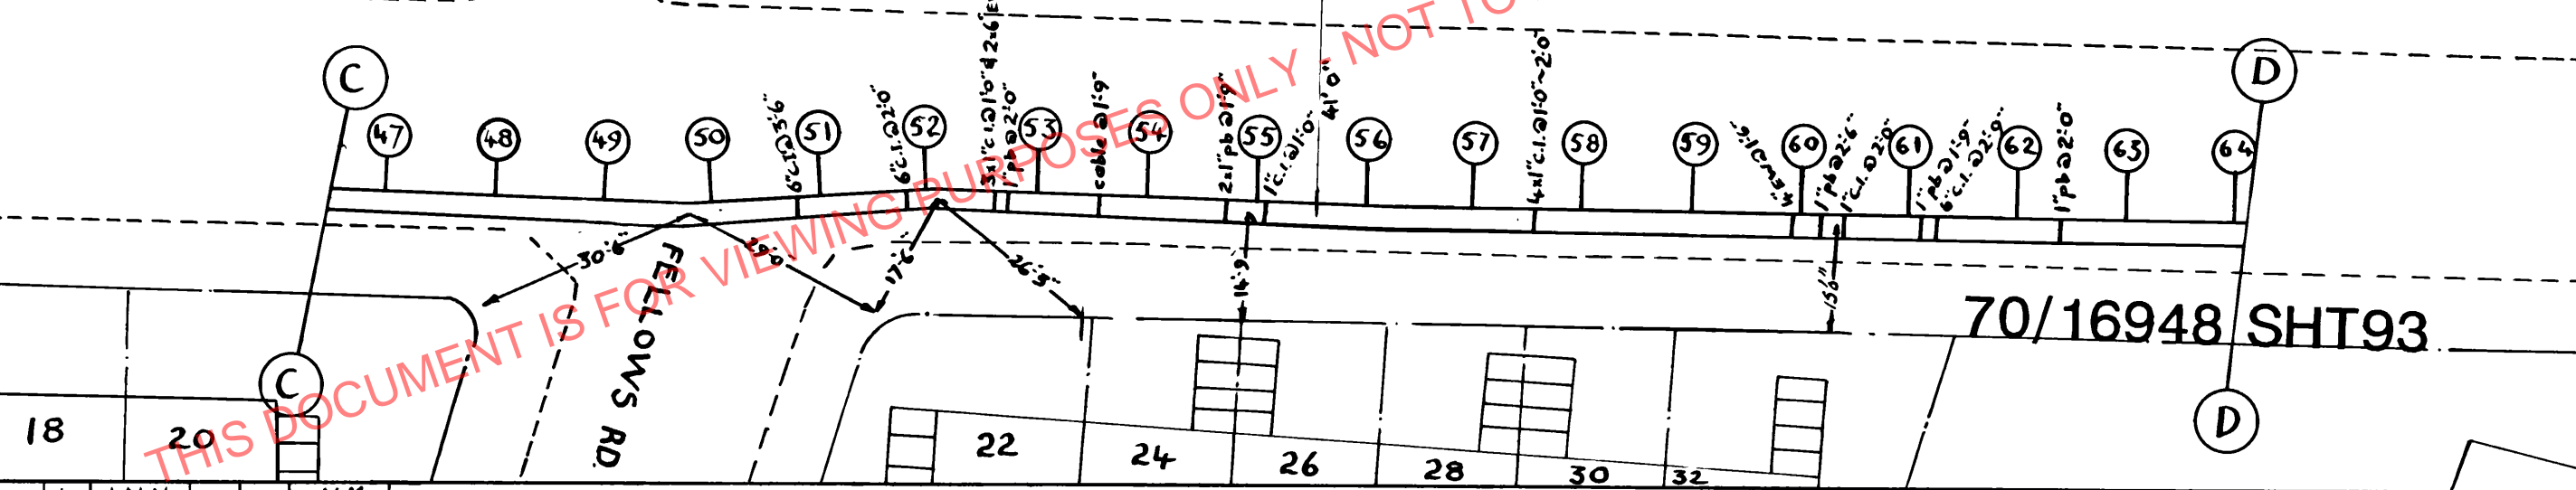 C
D
47
48
49
50
6"c.I.@3'-6"
51
6"c.I.@2'-0"
52
1"pb@2'-0"
53
cable@1'-9"
54
2x1"pb@1'-9"
55
1"c.I.@1'-0"
41'0"
56
57
4x1"c.I.@1'-0"~2'-0"
58
59
60
1"pb@2'-6"
1"c.I.@2'-0"
61
1"pb@1'-9"
6"c.I.@2'-9"
62
1"pb@2'-0"
63
64
30'-6"
29'-0"
17'-6"
26'-3"
14'-9"
15'6"
FELLOWS RD.
THIS DOCUMENT IS FOR VIEWING PURPOSES ONLY - NOT TO
70/16948 SHT93
C
D
18
20
22
24
26
28
30
32